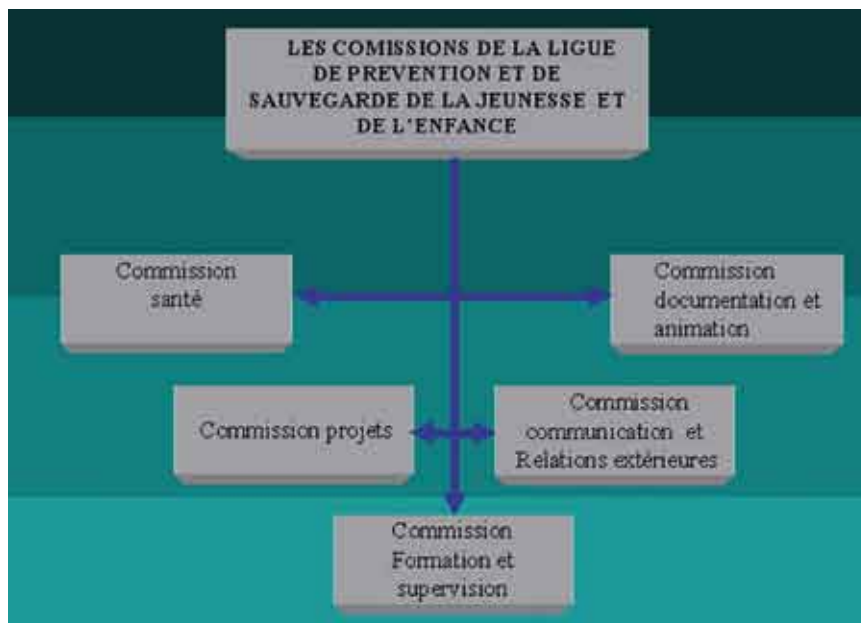 LES COMISSIONS DE LA LIGUE
DE PREVENTION ET DE
SAUVEGARDE DE LA JEUNESSE ET
DE L'ENFANCE
Commission
santé
Commission
documentation et
animation
Commission projets
Commission
communication et
Relations extérieures
Commission
Formation et
supervision